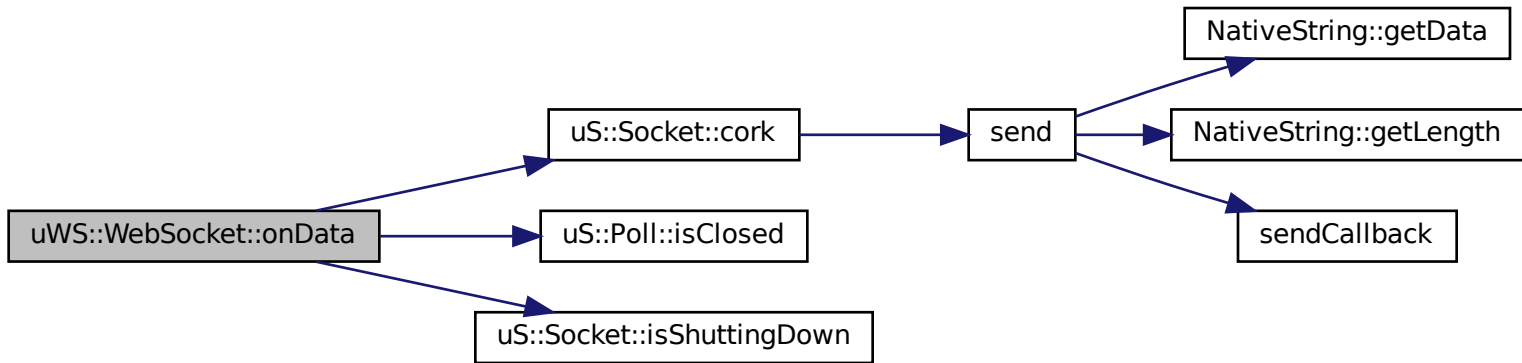 uWS::WebSocket::onData
uS::Socket::cork
uS::Poll::isClosed
uS::Socket::isShuttingDown
send
NativeString::getData
NativeString::getLength
sendCallback